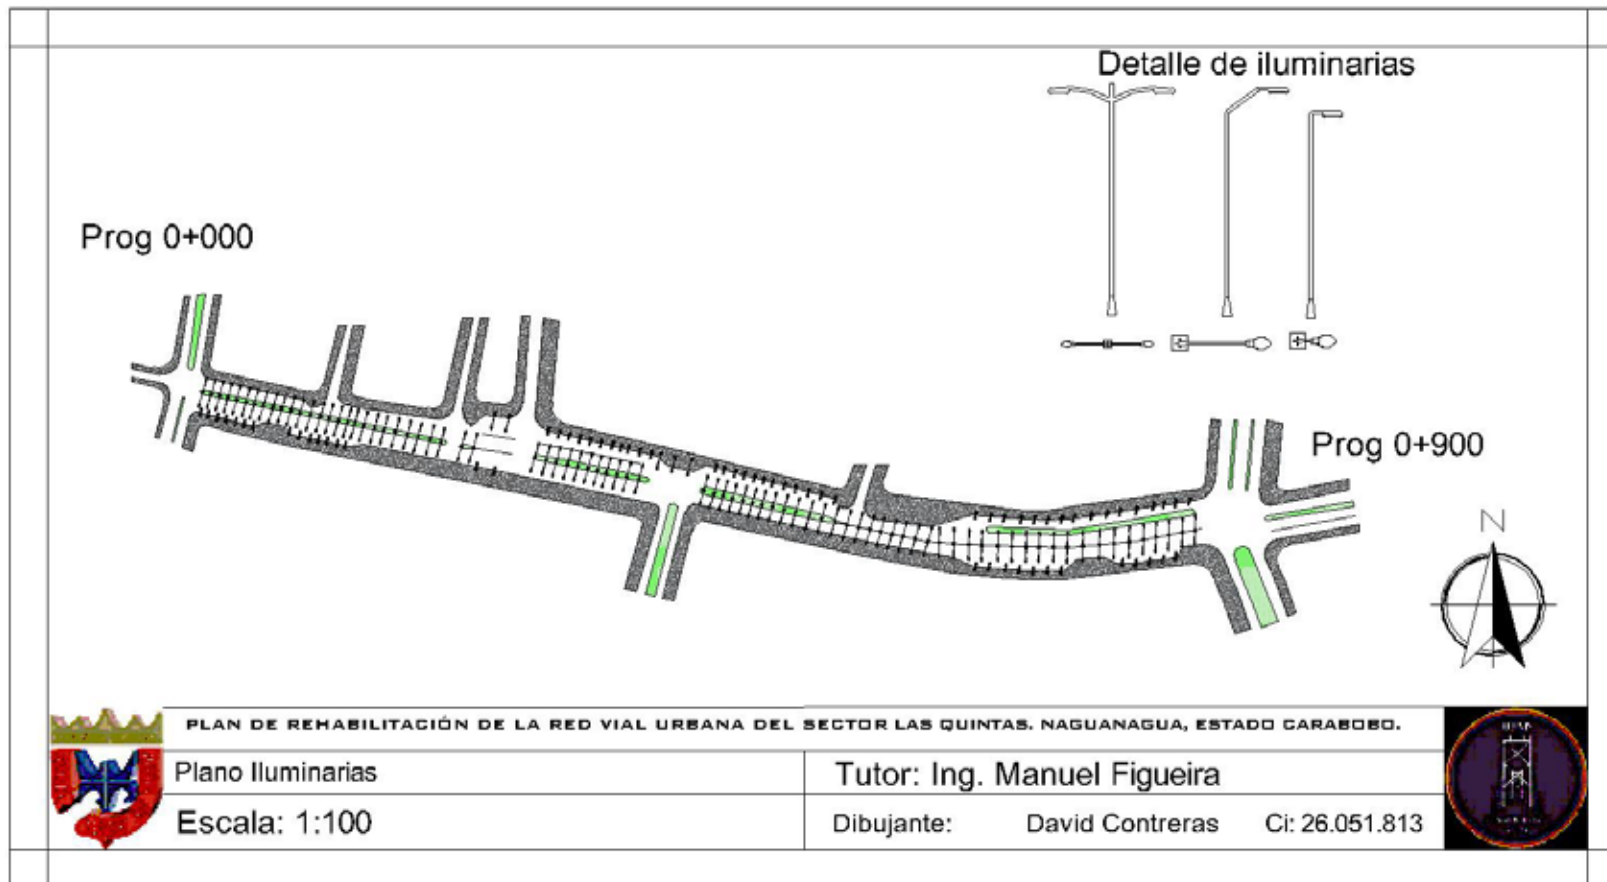 Detalle de iluminarias
Prog 0+000
Prog 0+900
N
PLAN DE REHABILITACIÓN DE LA RED VIAL URBANA DEL SECTOR LAS QUINTAS. NAGUANAGUA, ESTADO CARABOBO.
Plano Iluminarias
Tutor: Ing. Manuel Figueira
Escala: 1:100
Dibujante: David Contreras Ci: 26.051.813